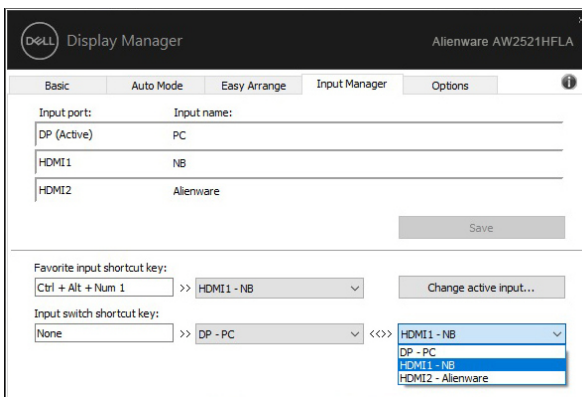 DELL Display Manager Alienware AW2521HFLA
Basic Auto Mode Easy Arrange Input Manager Options i
Input port: Input name:
DP (Active) PC
HDMI1 NB
HDMI2 Alienware
Save
Favorite input shortcut key:
Ctrl + Alt + Num 1 >> HDMI1 - NB Change active input...
Input switch shortcut key:
None >> DP - PC <<>> HDMI1 - NB
DP - PC
HDMI1 - NB
HDMI2 - Alienware